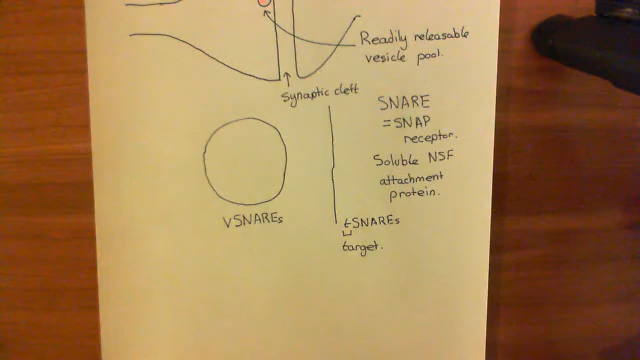 Readily releasable
vesicle pool.
Synaptic cleft
SNARE
= SNAP
receptor.
Soluble NSF
attachment
protein.
VSNAREs
tSNAREs
target.